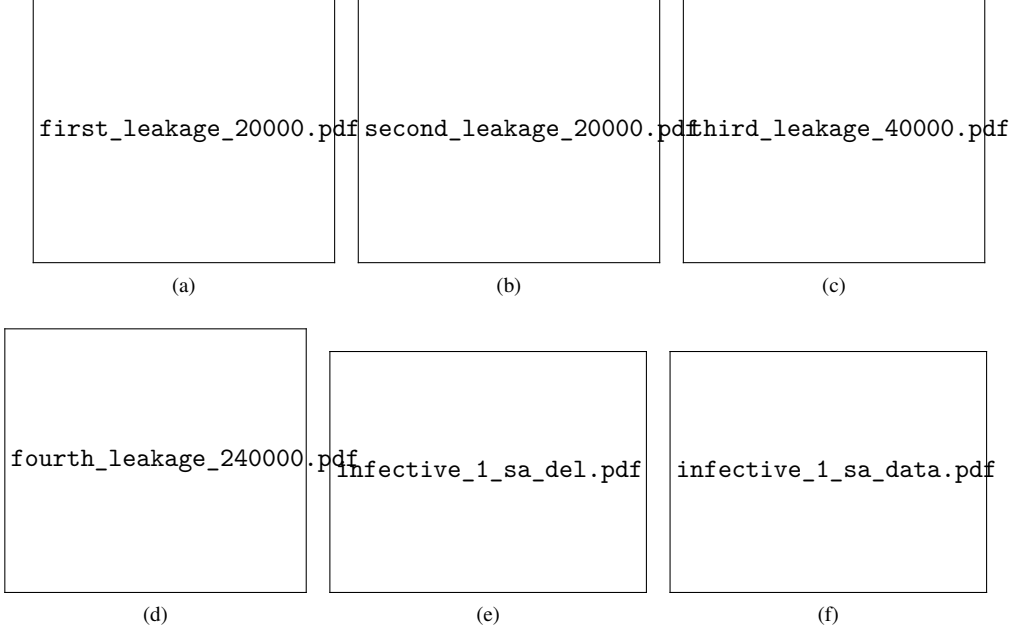 first_leakage_20000.pdf second_leakage_20000.pdf third_leakage_40000.pdf
(a) (b) (c)
fourth_leakage_240000.pdf infective_1_sa_del.pdf infective_1_sa_data.pdf
(d) (e) (f)